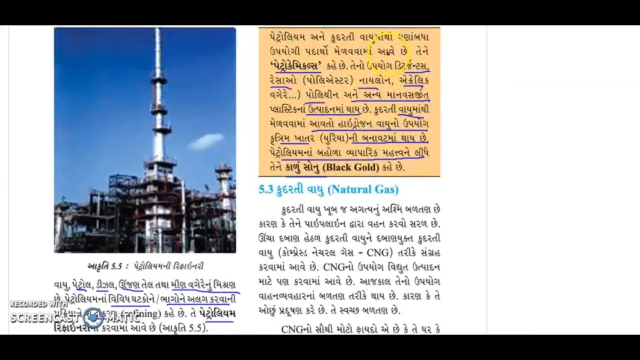 પેટ્રોલિયમ અને કુદરતી વાયુમાંથી ઘણાંબધા
ઉપયોગી પદાર્થો મેળવવામાં આવે છે તેને
'પેટ્રોકેમિકલ્સ' કહે છે. તેનો ઉપયોગ ડિટર્જન્ટસ,
રેસાઓ (પોલિએસ્ટર) નાયલોન, એક્રેલિક
વગેરે...) પોલિથીન અને અન્ય માનવસર્જીત
પ્લાસ્ટિકના ઉત્પાદનમાં થાય છે. કુદરતી વાયુમાંથી
મેળવવામાં આવતો હાઇડ્રોજન વાયુનો ઉપયોગ
કૃત્રિમ ખાતર (યુરિયા)ની બનાવટમાં થાય છે.
પેટ્રોલિયમનાં બહોળા વ્યાપારિક મહત્ત્વને લીધે
તેને કાળું સોનું (Black Gold) કહે છે.
5.3 કુદરતી વાયુ (Natural Gas)
કુદરતી વાયુ ખૂબ જ અગત્યનું અશ્મિ બળતણ છે
કારણ કે તેને પાઇપલાઇન દ્વારા વહન કરવો સરળ છે.
ઊંચા દબાણ હેઠળ કુદરતી વાયુને દબાણયુક્ત કુદરતી
વાયુ (કોમ્પ્રેસ્ડ નેચરલ ગેસ - CNG) તરીકે સંગ્રહ
કરવામાં આવે છે. CNGનો ઉપયોગ વિદ્યુત ઉત્પાદન
માટે પણ કરવામાં આવે છે. આજકાલ તેનો ઉપયોગ
વાહનવ્યવહારનાં બળતણ તરીકે થાય છે. કારણ કે તે
ઓછું પ્રદૂષણ કરે છે. તે સ્વચ્છ બળતણ છે.
CNGનો સૌથી મોટો ફાયદો એ છે કે તે ઘર કે
આકૃતિ 5.5 : પેટ્રોલિયમની રિફાઇનરી
વાયુ, પેટ્રોલ, ડીઝલ, ઊંજણ તેલ તથા મીણ વગેરેનું મિશ્રણ
છે. પેટ્રોલિયમનાં વિવિધ ઘટકોને/ભાગોને અલગ કરવાની
(refining) કહે છે. તે પેટ્રોલિયમ
રિફાઇનરીમાં કરવામાં આવે છે (આકૃતિ 5.5).
RECORDED WITH
SCREENCAST MATIC